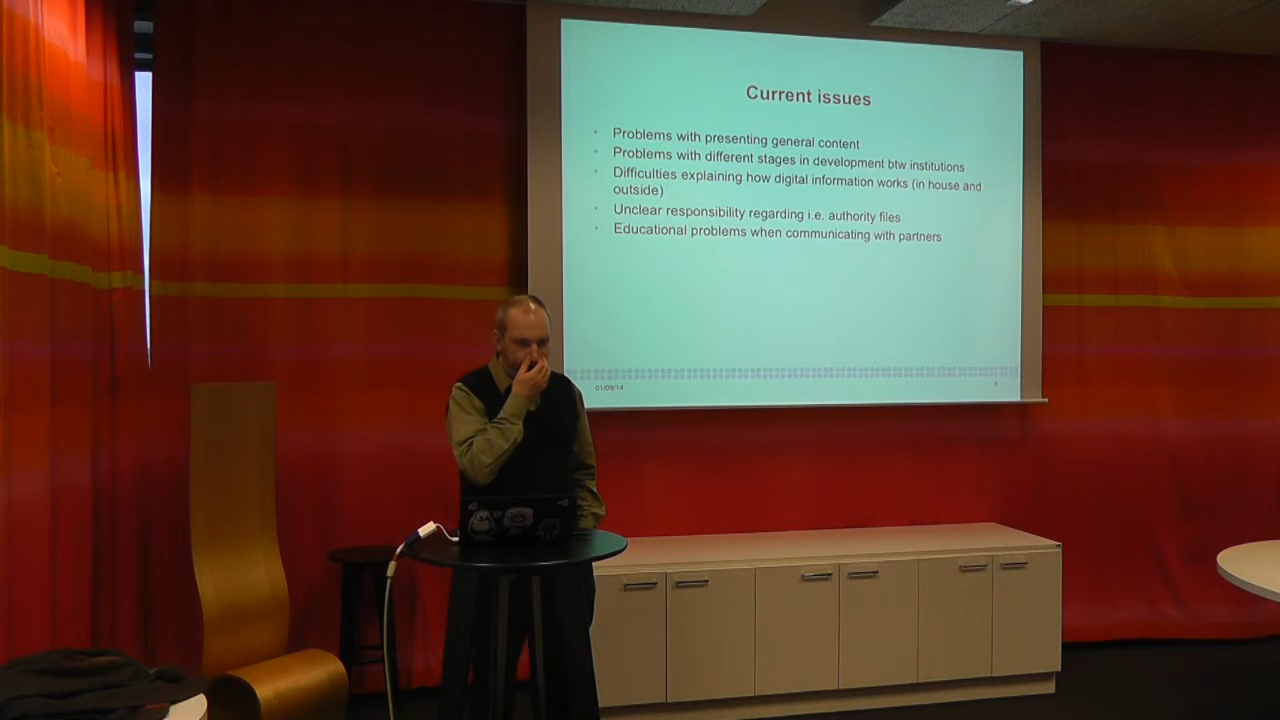 Current issues
Problems with presenting general content
Problems with different stages in development btw institutions
Difficulties explaining how digital information works (in house and
outside)
Unclear responsibility regarding i.e. authority files
Educational problems when communicating with partners
01/09/14